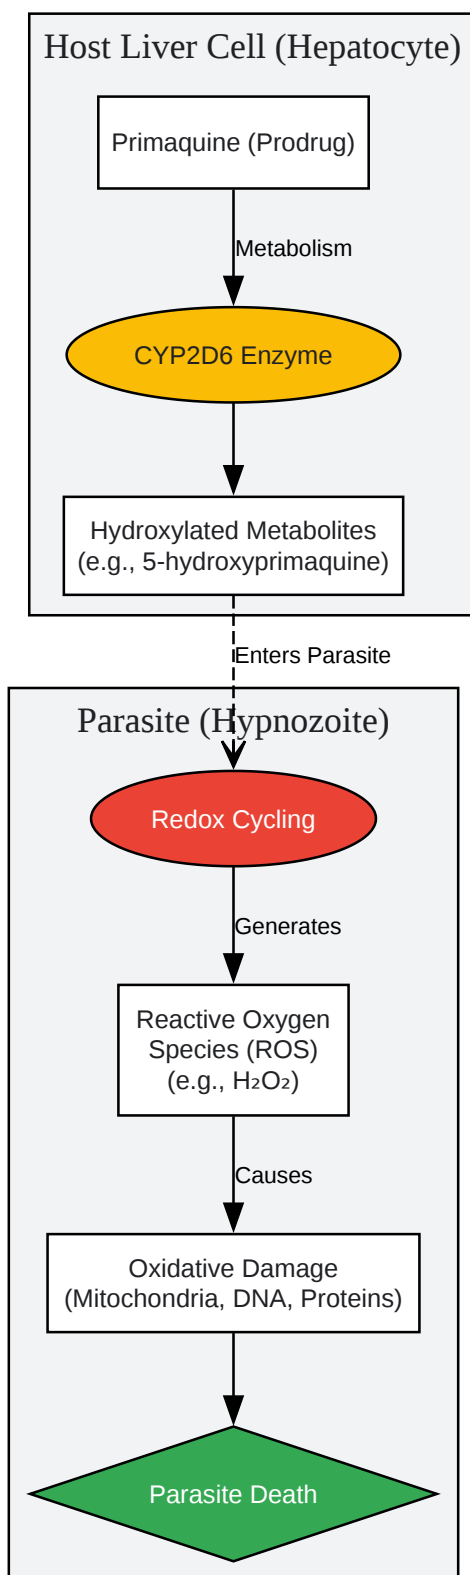 Host Liver Cell (Hepatocyte)
Primaquine (Prodrug)
Metabolism
CYP2D6 Enzyme
Hydroxylated Metabolites
(e.g., 5-hydroxyprimaquine)
Enters Parasite
Parasite (Hypnozoite)
Redox Cycling
Generates
Reactive Oxygen
Species (ROS)
(e.g., H₂O₂)
Causes
Oxidative Damage
(Mitochondria, DNA, Proteins)
Parasite Death